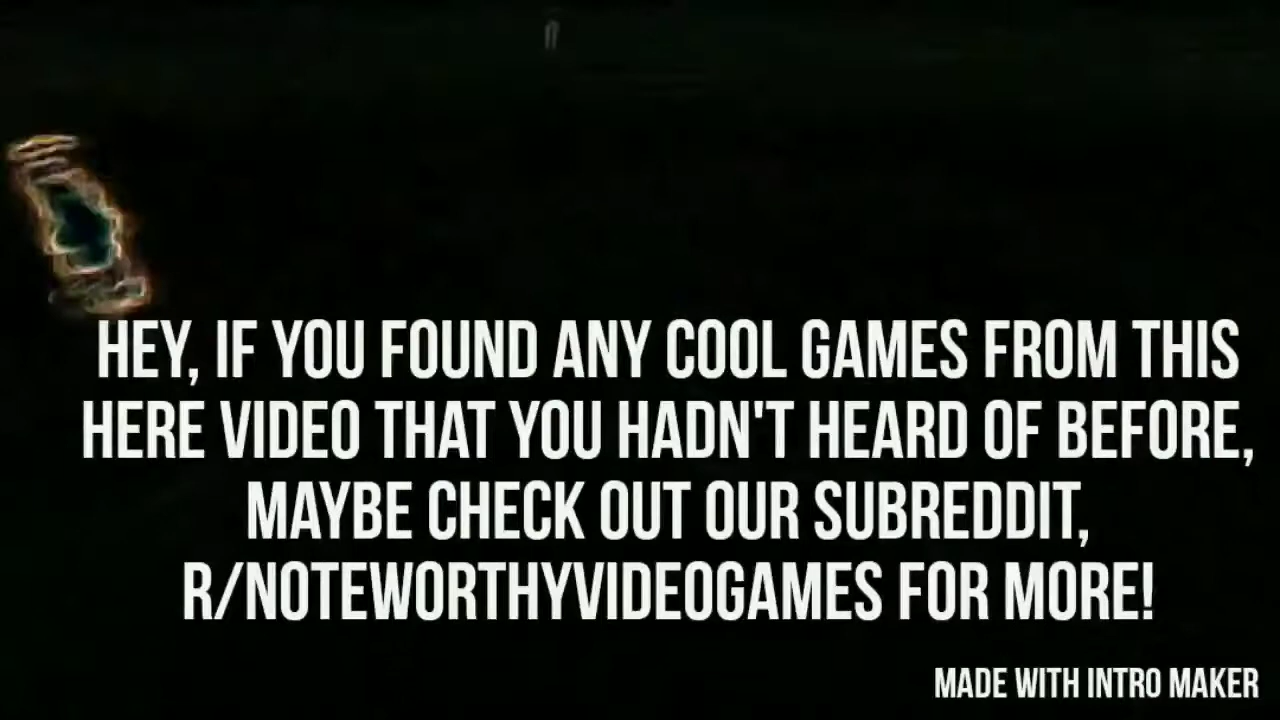 HEY, IF YOU FOUND ANY COOL GAMES FROM THIS
HERE VIDEO THAT YOU HADN'T HEARD OF BEFORE,
MAYBE CHECK OUT OUR SUBREDDIT,
R/NOTEWORTHYVIDEOGAMES FOR MORE!
MADE WITH INTRO MAKER